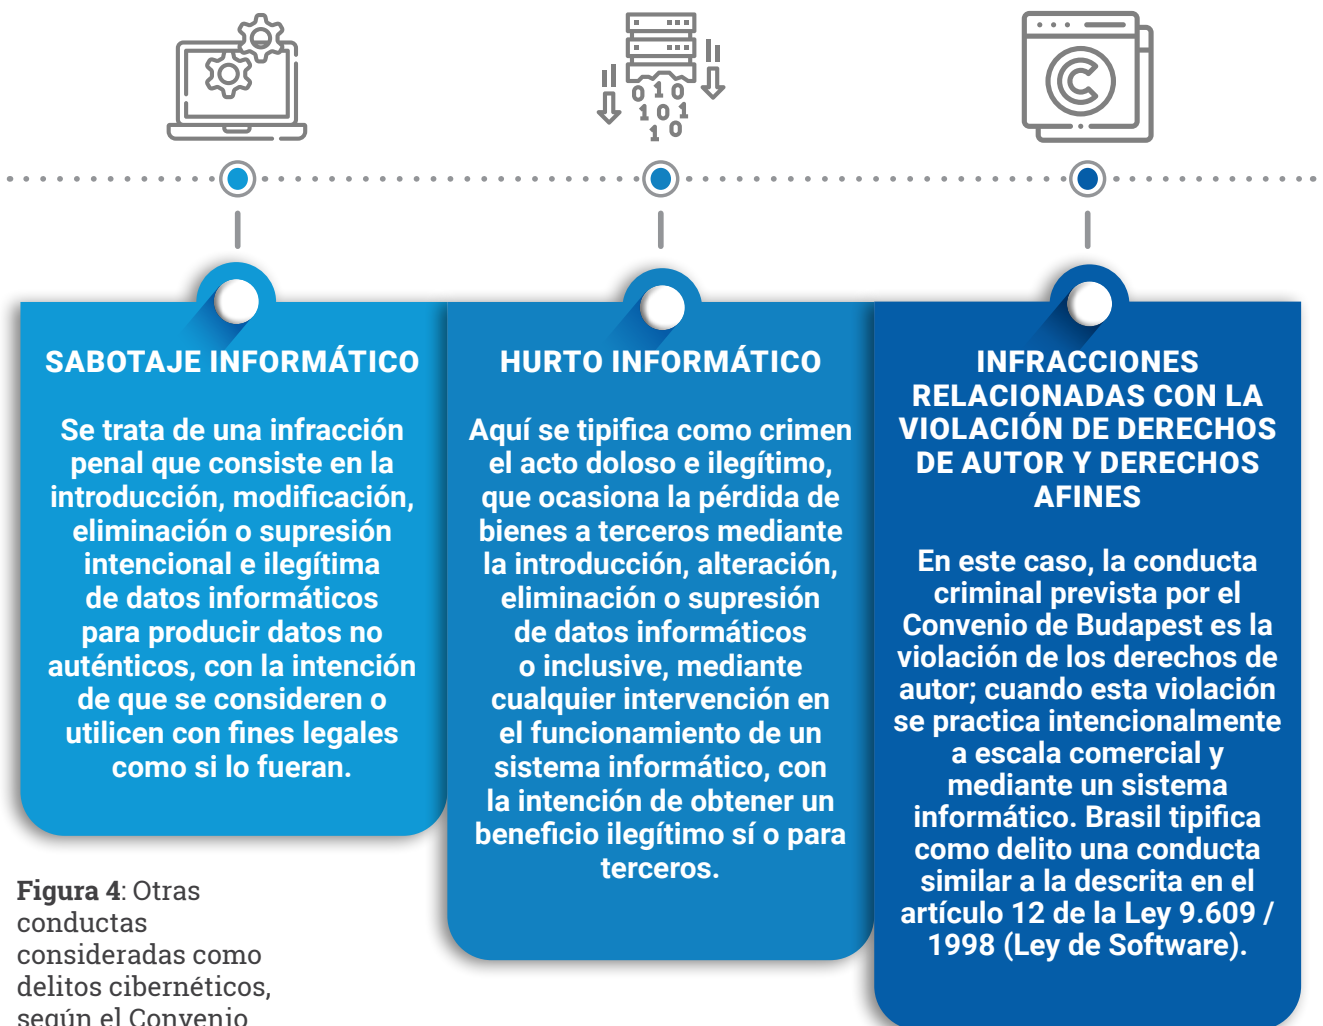 010
101
10
C
SABOTAJE INFORMÁTICO
Se trata de una infracción
penal que consiste en la
introducción, modificación,
eliminación o supresión
intencional e ilegítima
de datos informáticos
para producir datos no
auténticos, con la intención
de que se consideren o
utilicen con fines legales
como si lo fueran.
HURTO INFORMÁTICO
Aquí se tipifica como crimen
el acto doloso e ilegítimo,
que ocasiona la pérdida de
bienes a terceros mediante
la introducción, alteración,
eliminación o supresión
de datos informáticos
o inclusive, mediante
cualquier intervención en
el funcionamiento de un
sistema informático, con
la intención de obtener un
beneficio ilegítimo sí o para
terceros.
INFRACCIONES
RELACIONADAS CON LA
VIOLACIÓN DE DERECHOS
DE AUTOR Y DERECHOS
AFINES
En este caso, la conducta
criminal prevista por el
Convenio de Budapest es la
violación de los derechos de
autor; cuando esta violación
se practica intencionalmente
a escala comercial y
mediante un sistema
informático. Brasil tipifica
como delito una conducta
similar a la descrita en el
artículo 12 de la Ley 9.609 /
1998 (Ley de Software).
Figura 4: Otras
conductas
consideradas como
delitos cibernéticos,
según el Convenio